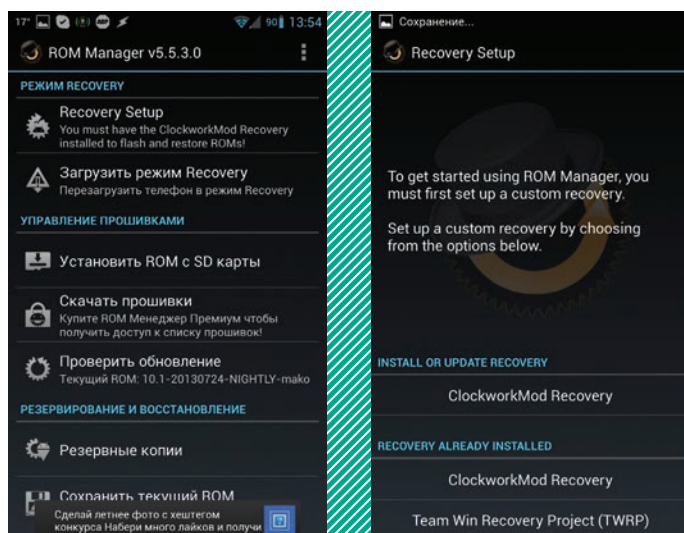 17°
90 13:54
ROM Manager v5.5.3.0
РЕЖИМ RECOVERY
Recovery Setup
You must have the ClockworkMod Recovery
installed to flash and restore ROMs!
Загрузить режим Recovery
Перезагрузить телефон в режим Recovery
УПРАВЛЕНИЕ ПРОШИВКАМИ
Установить ROM с SD карты
Скачать прошивки
Купите ROM Менеджер Премиум чтобы
получить доступ к списку прошивок!
Проверить обновление
Текущий ROM: 10.1-20130724-NIGHTLY-mako
РЕЗЕРВИРОВАНИЕ И ВОССТАНОВЛЕНИЕ
Резервные копии
Сохранить текущий ROM
Сделай летнее фото с хештегом
конкурса Набери много лайков и получи
Сохранение...
Recovery Setup
To get started using ROM Manager, you
must first set up a custom recovery.
Set up a custom recovery by choosing
from the options below.
INSTALL OR UPDATE RECOVERY
ClockworkMod Recovery
RECOVERY ALREADY INSTALLED
ClockworkMod Recovery
Team Win Recovery Project (TWRP)